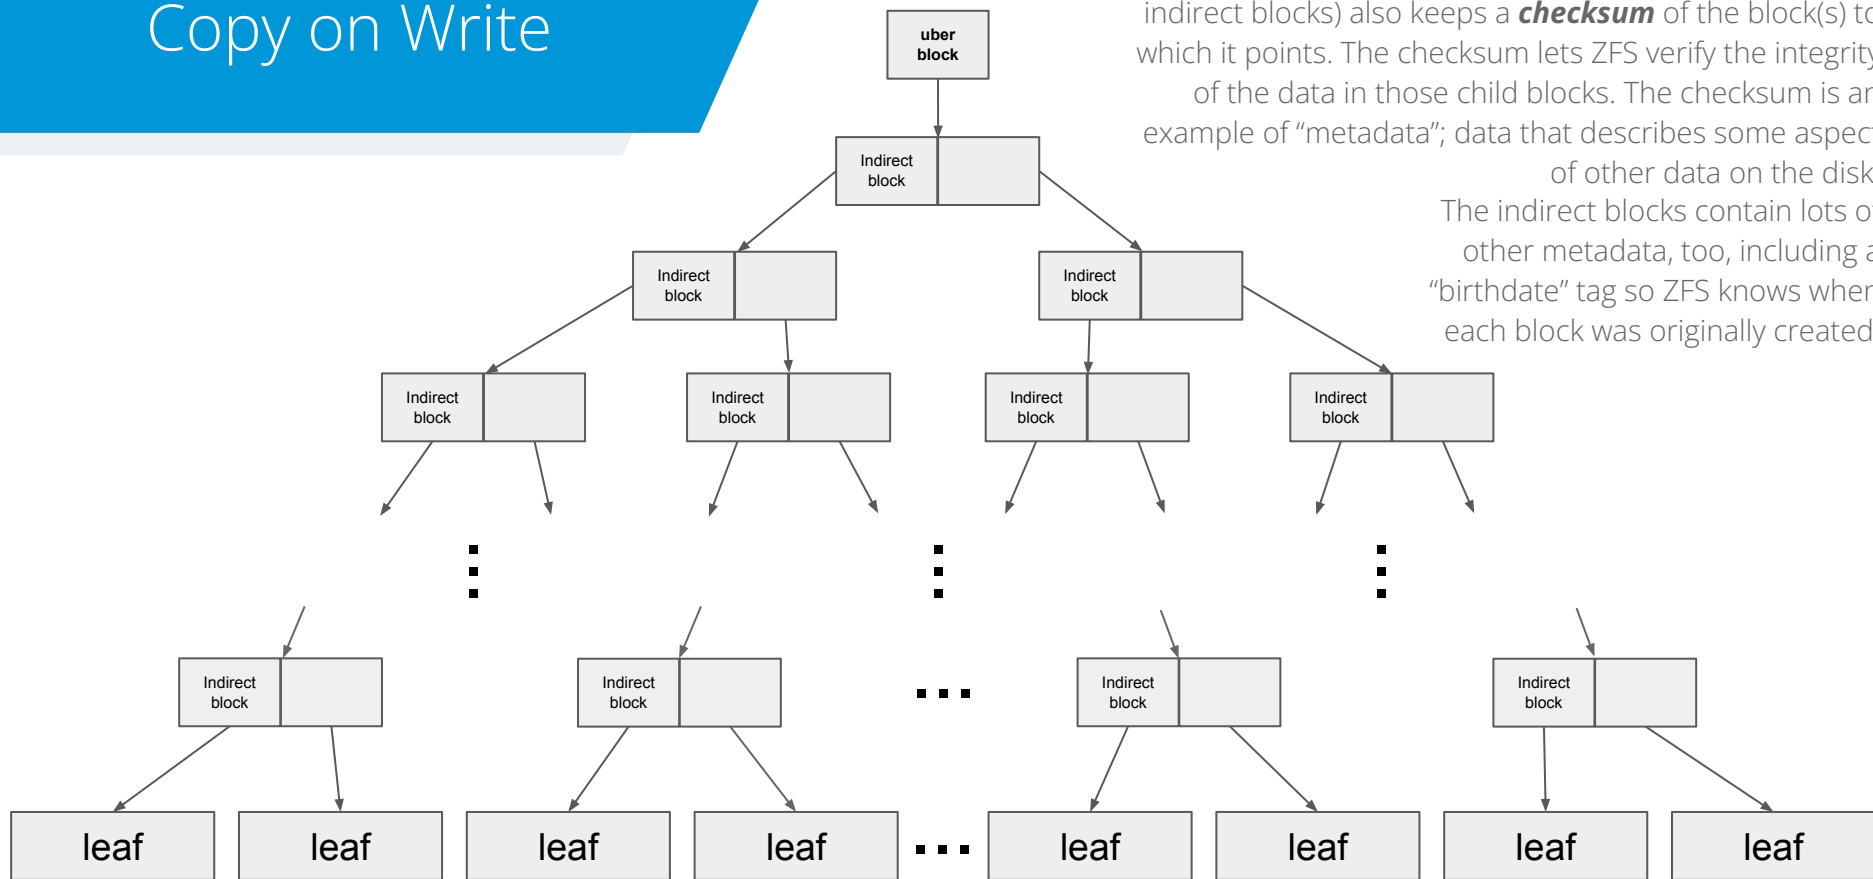 Copy on Write
indirect blocks) also keeps a checksum of the block(s) to
which it points. The checksum lets ZFS verify the integrity
of the data in those child blocks. The checksum is an
example of “metadata”; data that describes some aspect
of other data on the disk.
The indirect blocks contain lots of
other metadata, too, including a
“birthdate” tag so ZFS knows when
each block was originally created.
uber
block
Indirect
block
Indirect
block
Indirect
block
Indirect
block
Indirect
block
Indirect
block
Indirect
block
Indirect
block
Indirect
block
Indirect
block
Indirect
block
leaf
leaf
leaf
leaf
leaf
leaf
leaf
leaf